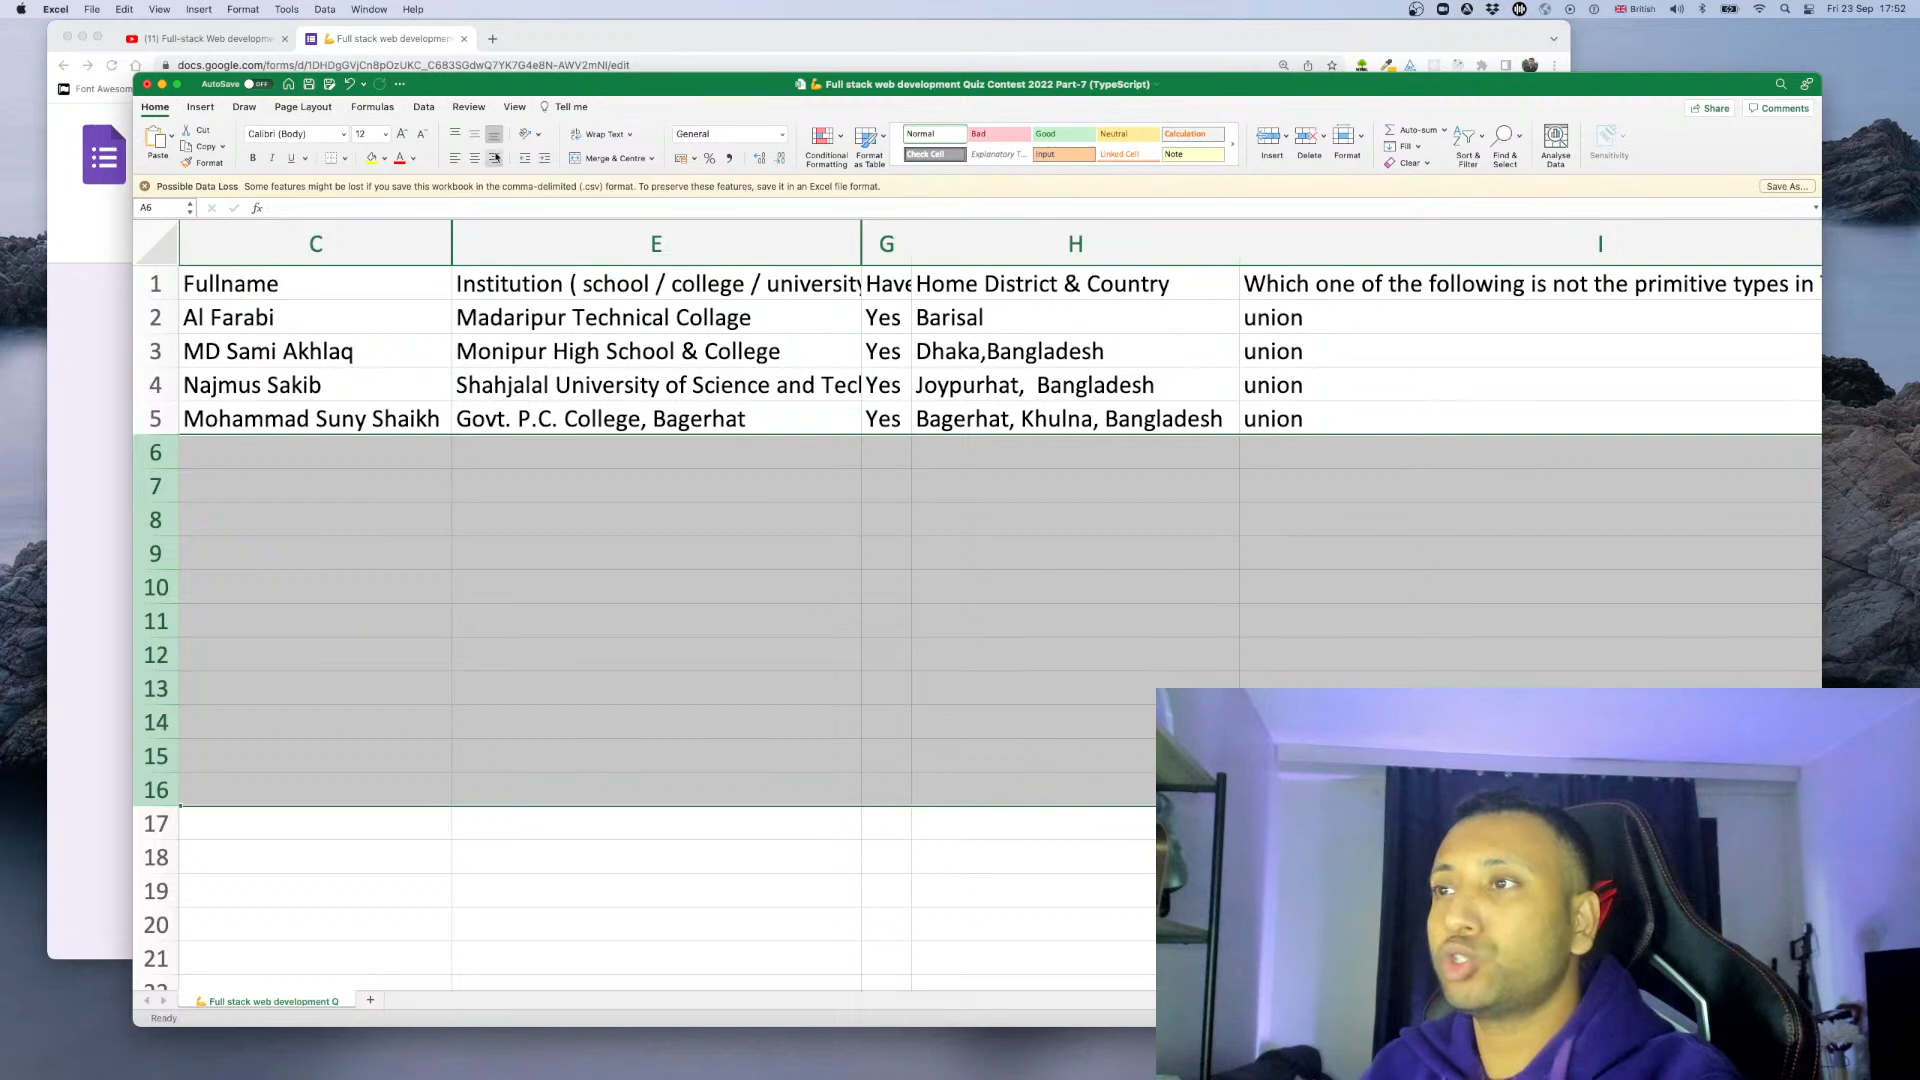 Excel File Edit View Insert Format Tools Data Window Help
British Fri 23 Sep 17:52
(11) Full-stack Web developme
Full stack web development
docs.google.com/forms/d/1DHDgGVjCn8pOzUKC_C683SGdwQ7YK7G4e8N-AWV2mNI/edit
Font Awesom
AutoSave OFF
Full stack web development Quiz Contest 2022 Part-7 (TypeScript)
Home Insert Draw Page Layout Formulas Data Review View Tell me
Share Comments
Paste
Cut
Copy
Format
Calibri (Body) 12
B I U
Wrap Text
Merge & Centre
General
Conditional Formatting
Format as Table
Normal Bad Good Neutral Calculation
Check Cell Explanatory T... Input Linked Cell Note
Insert Delete Format
Auto-sum
Fill
Clear
Sort & Filter
Find & Select
Analyse Data
Sensitivity
Possible Data Loss Some features might be lost if you save this workbook in the comma-delimited (.csv) format. To preserve these features, save it in an Excel file format.
Save As...
A6 fx
C E G H I
1 Fullname Institution ( school / college / university Have Home District & Country Which one of the following is not the primitive types in
2 Al Farabi Madaripur Technical Collage Yes Barisal union
3 MD Sami Akhlaq Monipur High School & College Yes Dhaka,Bangladesh union
4 Najmus Sakib Shahjalal University of Science and Tecl Yes Joypurhat, Bangladesh union
5 Mohammad Suny Shaikh Govt. P.C. College, Bagerhat Yes Bagerhat, Khulna, Bangladesh union
6
7
8
9
10
11
12
13
14
15
16
17
18
19
20
21
22
Full stack web development Q
Ready